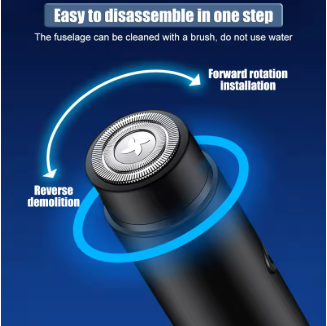 Easy to disassemble in one step
The fuselage can be cleaned with a brush, do not use water
Forward rotation
installation
Reverse
demolition